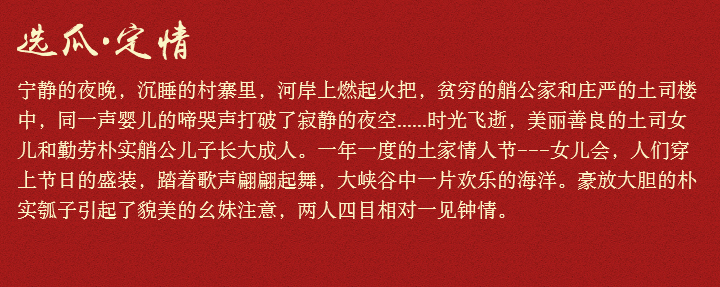 选瓜·定情
宁静的夜晚，沉睡的村寨里，河岸上燃起火把，贫穷的艄公家和庄严的土司楼
中，同一声婴儿的啼哭声打破了寂静的夜空......时光飞逝，美丽善良的土司女
儿和勤劳朴实艄公儿子长大成人。一年一度的土家情人节---女儿会，人们穿
上节日的盛装，踏着歌声翩翩起舞，大峡谷中一片欢乐的海洋。豪放大胆的朴
实瓠子引起了貌美的幺妹注意，两人四目相对一见钟情。